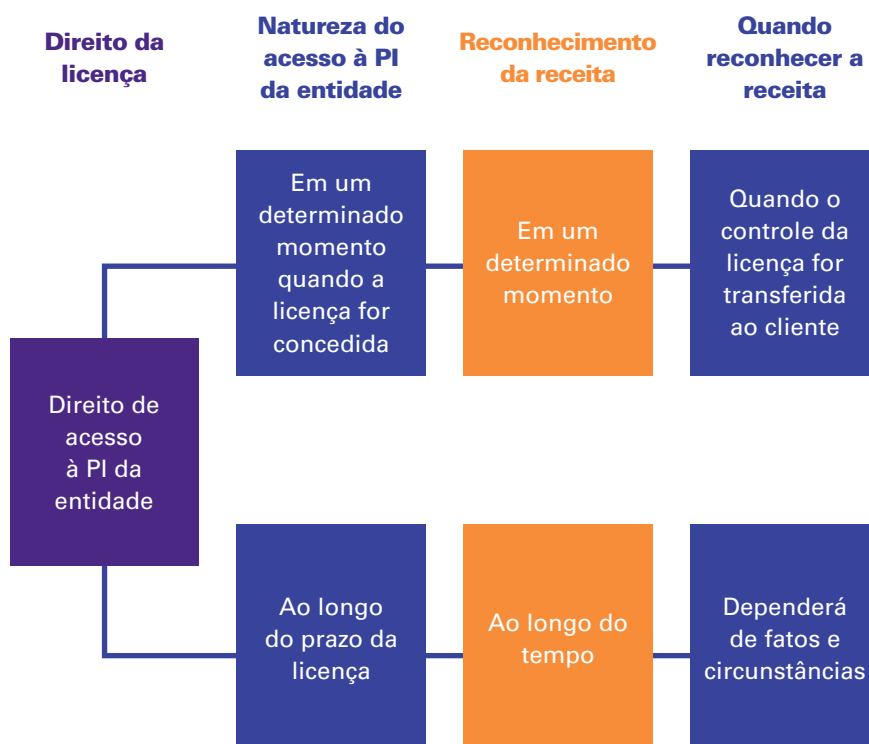 Direito da
licença
Natureza do
acesso à PI
da entidade
Reconhecimento
da receita
Quando
reconhecer a
receita
Direito de
acesso
à PI da
entidade
Em um
determinado
momento
quando a
licença for
concedida
Em um
determinado
momento
Quando o
controle da
licença for
transferida
ao cliente
Ao longo
do prazo da
licença
Ao longo do
tempo
Dependerá
de fatos e
circunstâncias